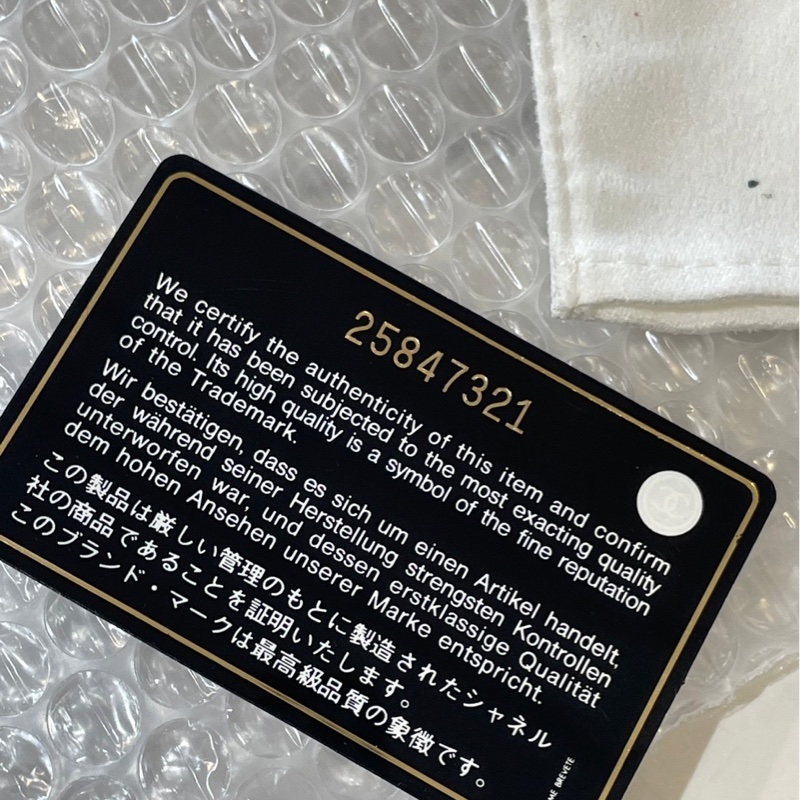 25847321
We certify the authenticity of this item and confirm
that it has been subjected to the most exacting quality
control. Its high quality is a symbol of the fine reputation
of the Trademark.
Wir bestätigen, dass es sich um einen Artikel handelt,
der während seiner Herstellung strengsten Kontrollen
unterworfen war, und dessen erstklassige Qualität
dem hohen Ansehen unserer Marke entspricht.
この製品は厳しい管理のもとに製造されたシャネル
社の商品であることを証明いたします。
このブランド・マークは最高級品質の象徴です。
BREVETE